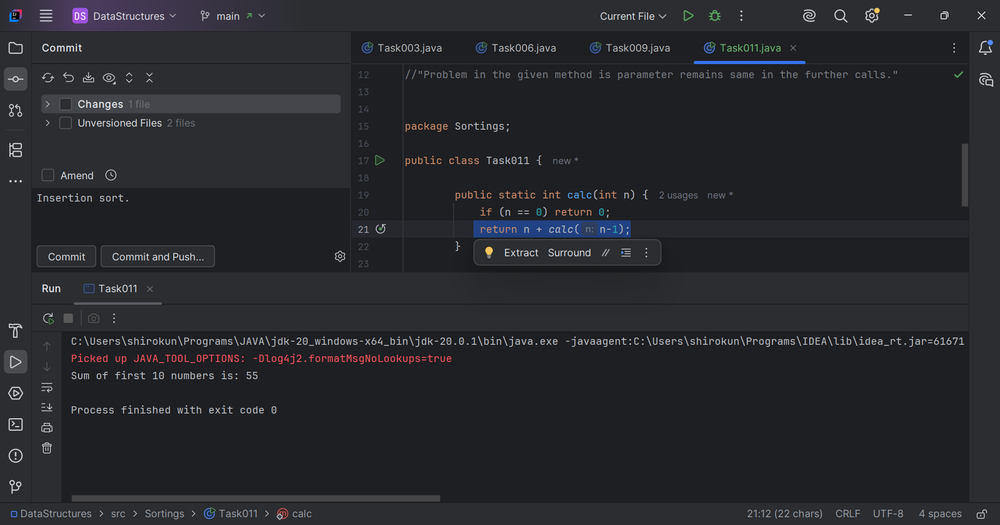 DS DataStructures main Current File
Commit
Task003.java Task006.java Task009.java Task011.java
Changes 1 file
Unversioned Files 2 files
Amend
Insertion sort.
Commit Commit and Push...
12 //"Problem in the given method is parameter remains same in the further calls."
13
14
15 package Sortings;
16
17 public class Task011 { new *
18
19 public static int calc(int n) { 2 usages new *
20 if (n == 0) return 0;
21 return n + calc( n: n-1);
22 }
Extract Surround
23
Run Task011
C:\Users\shirokun\Programs\JAVA\jdk-20_windows-x64_bin\jdk-20.0.1\bin\java.exe -javaagent:C:\Users\shirokun\Programs\IDEA\lib\idea_rt.jar=61671
Picked up JAVA_TOOL_OPTIONS: -Dlog4j2.formatMsgNoLookups=true
Sum of first 10 numbers is: 55
Process finished with exit code 0
DataStructures > src > Sortings > Task011 > calc
21:12 (22 chars) CRLF UTF-8 4 spaces